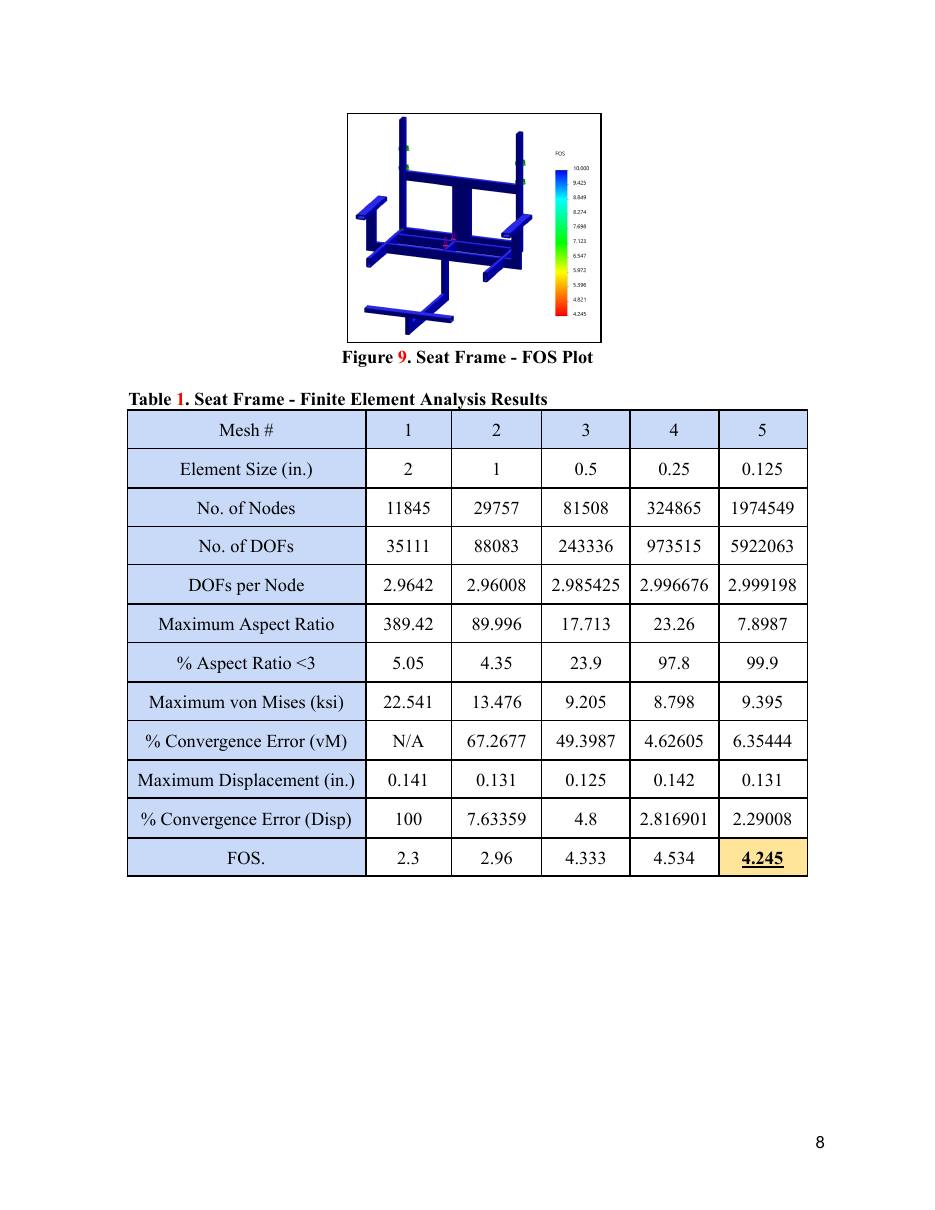 FOS
10.000
9.425
8.849
8.274
7.698
7.123
6.547
5.972
5.396
4.821
4.245
Figure 9. Seat Frame - FOS Plot
Table 1. Seat Frame - Finite Element Analysis Results
Mesh # 1 2 3 4 5
Element Size (in.) 2 1 0.5 0.25 0.125
No. of Nodes 11845 29757 81508 324865 1974549
No. of DOFs 35111 88083 243336 973515 5922063
DOFs per Node 2.9642 2.96008 2.985425 2.996676 2.999198
Maximum Aspect Ratio 389.42 89.996 17.713 23.26 7.8987
% Aspect Ratio <3 5.05 4.35 23.9 97.8 99.9
Maximum von Mises (ksi) 22.541 13.476 9.205 8.798 9.395
% Convergence Error (vM) N/A 67.2677 49.3987 4.62605 6.35444
Maximum Displacement (in.) 0.141 0.131 0.125 0.142 0.131
% Convergence Error (Disp) 100 7.63359 4.8 2.816901 2.29008
FOS. 2.3 2.96 4.333 4.534 4.245
8